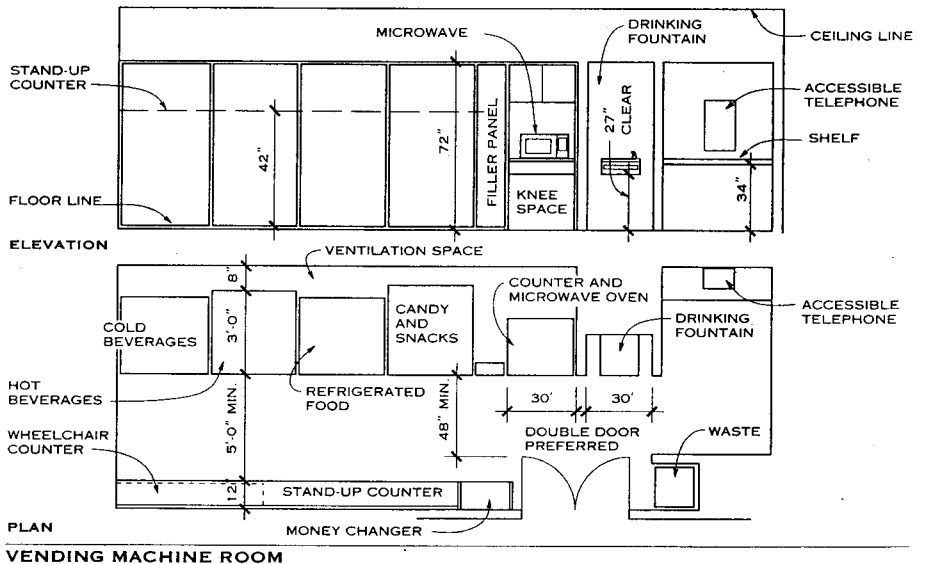 MICROWAVE
DRINKING
FOUNTAIN
CEILING LINE
STAND-UP
COUNTER
ACCESSIBLE
TELEPHONE
SHELF
42"
72"
FILLER PANEL
27"
CLEAR
34"
KNEE
SPACE
FLOOR LINE
ELEVATION
VENTILATION SPACE
8"
3'-0"
COUNTER AND
MICROWAVE OVEN
COLD
BEVERAGES
CANDY
AND
SNACKS
DRINKING
FOUNTAIN
ACCESSIBLE
TELEPHONE
HOT
BEVERAGES
REFRIGERATED
FOOD
30'
30'
5'-0" MIN.
48" MIN.
DOUBLE DOOR
PREFERRED
WASTE
WHEELCHAIR
COUNTER
12
STAND-UP COUNTER
MONEY CHANGER
PLAN
VENDING MACHINE ROOM